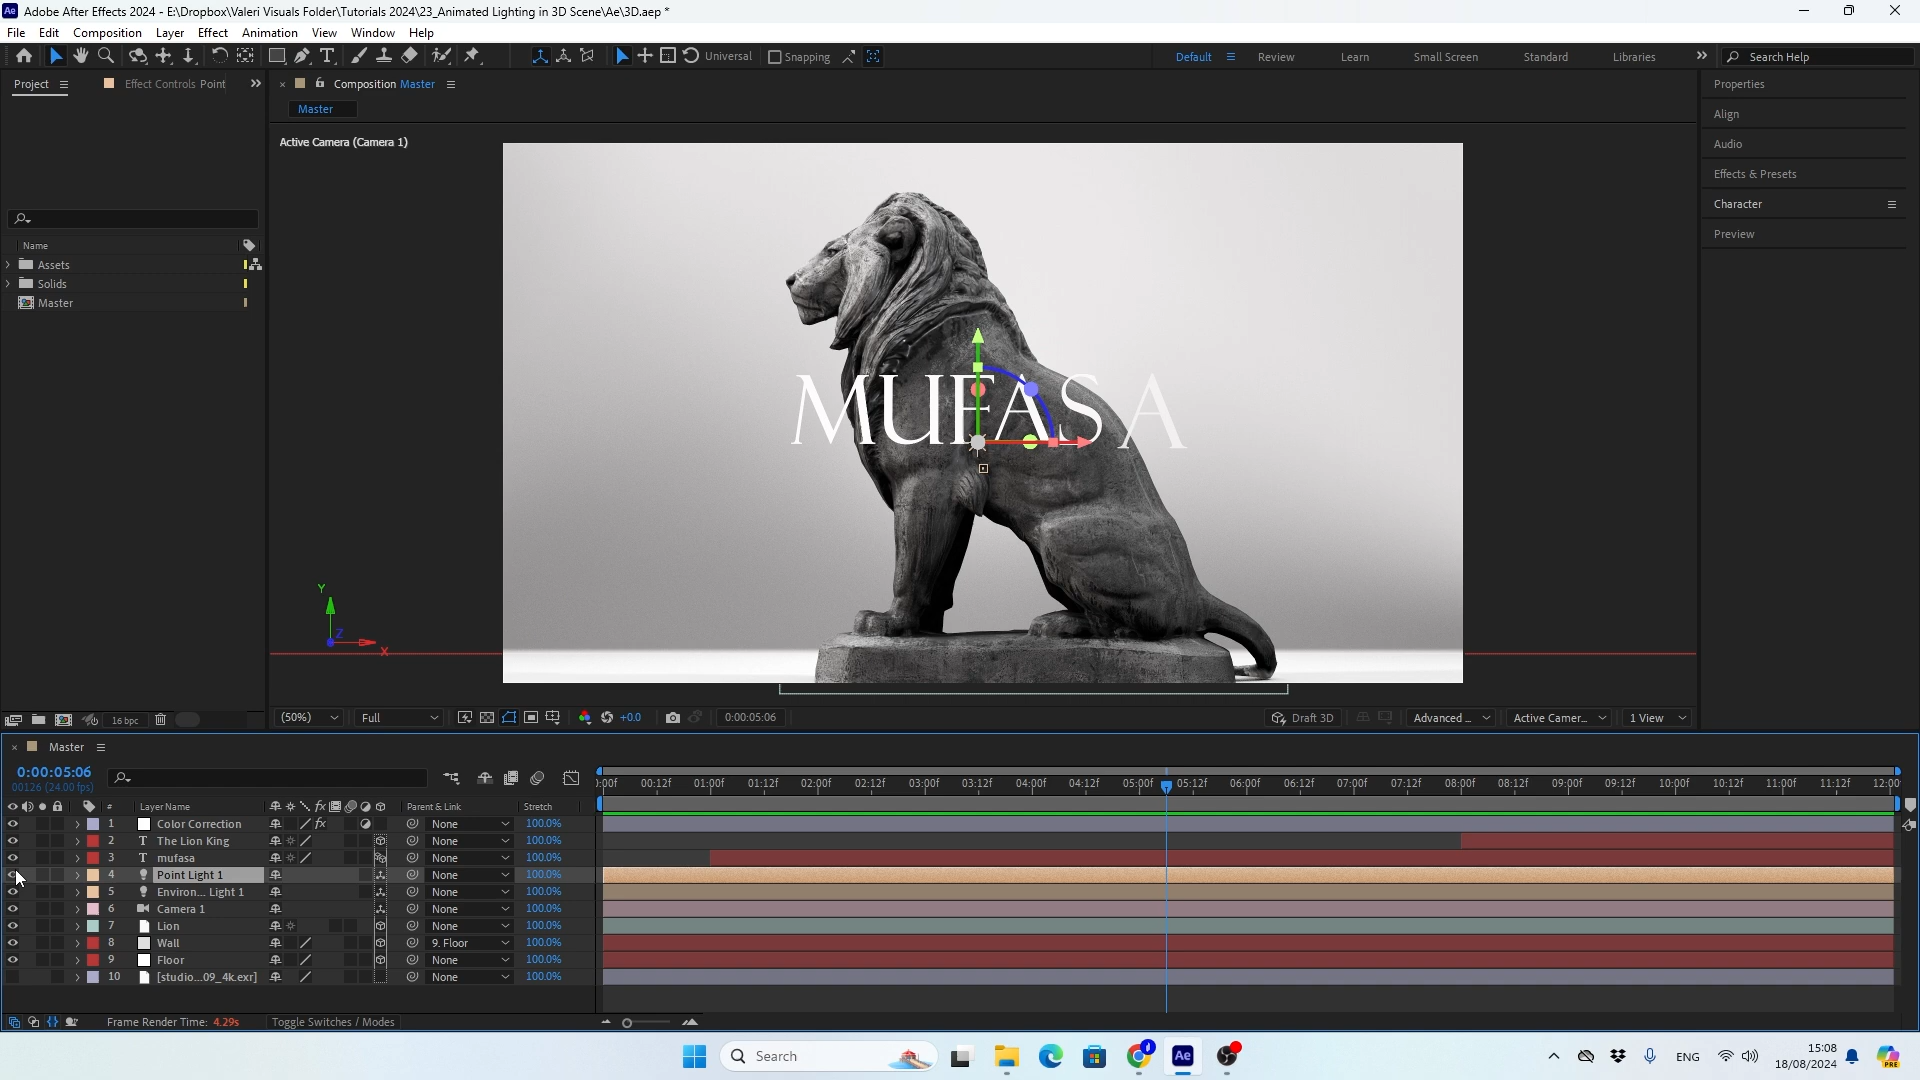 Adobe After Effects 2024 - E:\Dropbox\Valeri Visuals Folder\Tutorials 2024\23_Animated Lighting in 3D Scene\Ae\3D.aep *
File Edit Composition Layer Effect Animation View Window Help
Universal Snapping Default Review Learn Small Screen Standard Libraries Search Help
Project Effect Controls Point Composition Master Properties
Master
Align
Active Camera (Camera 1)
Audio
Effects & Presets
Character
Preview
Name
Assets
Solids
Master
MUFASA
Y
Z
X
16 bpc (50%) Full +0.0 0:00:05:06 Draft 3D Advanced ... Active Camer... 1 View
Master
0:00:05:06
00126 (24.00 fps)
:00f 00:12f 01:00f 01:12f 02:00f 02:12f 03:00f 03:12f 04:00f 04:12f 05:00f 05:12f 06:00f 06:12f 07:00f 07:12f 08:00f 08:12f 09:00f 09:12f 10:00f 10:12f 11:00f 11:12f 12:00
# Layer Name fx Parent & Link Stretch
1 Color Correction fx None 100.0%
2 T The Lion King None 100.0%
3 T mufasa None 100.0%
4 Point Light 1 None 100.0%
5 Environ... Light 1 None 100.0%
6 Camera 1 None 100.0%
7 Lion None 100.0%
8 Wall 9. Floor 100.0%
9 Floor None 100.0%
10 [studio...09_4k.exr] None 100.0%
Frame Render Time: 4.29s Toggle Switches / Modes
Search Ae ENG 15:08
18/08/2024
PRE